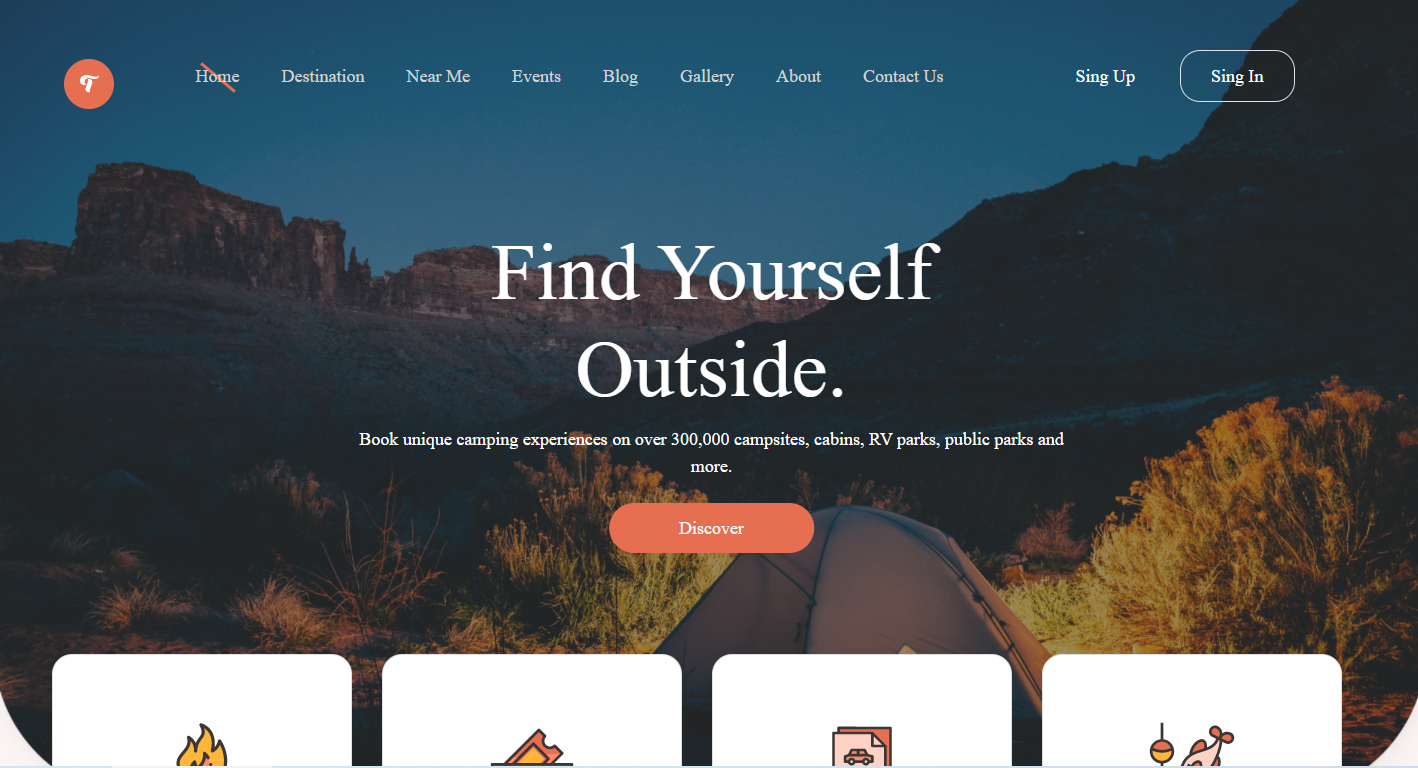 T
Home Destination Near Me Events Blog Gallery About Contact Us Sing Up Sing In
Find Yourself
Outside.
Book unique camping experiences on over 300,000 campsites, cabins, RV parks, public parks and
more.
Discover